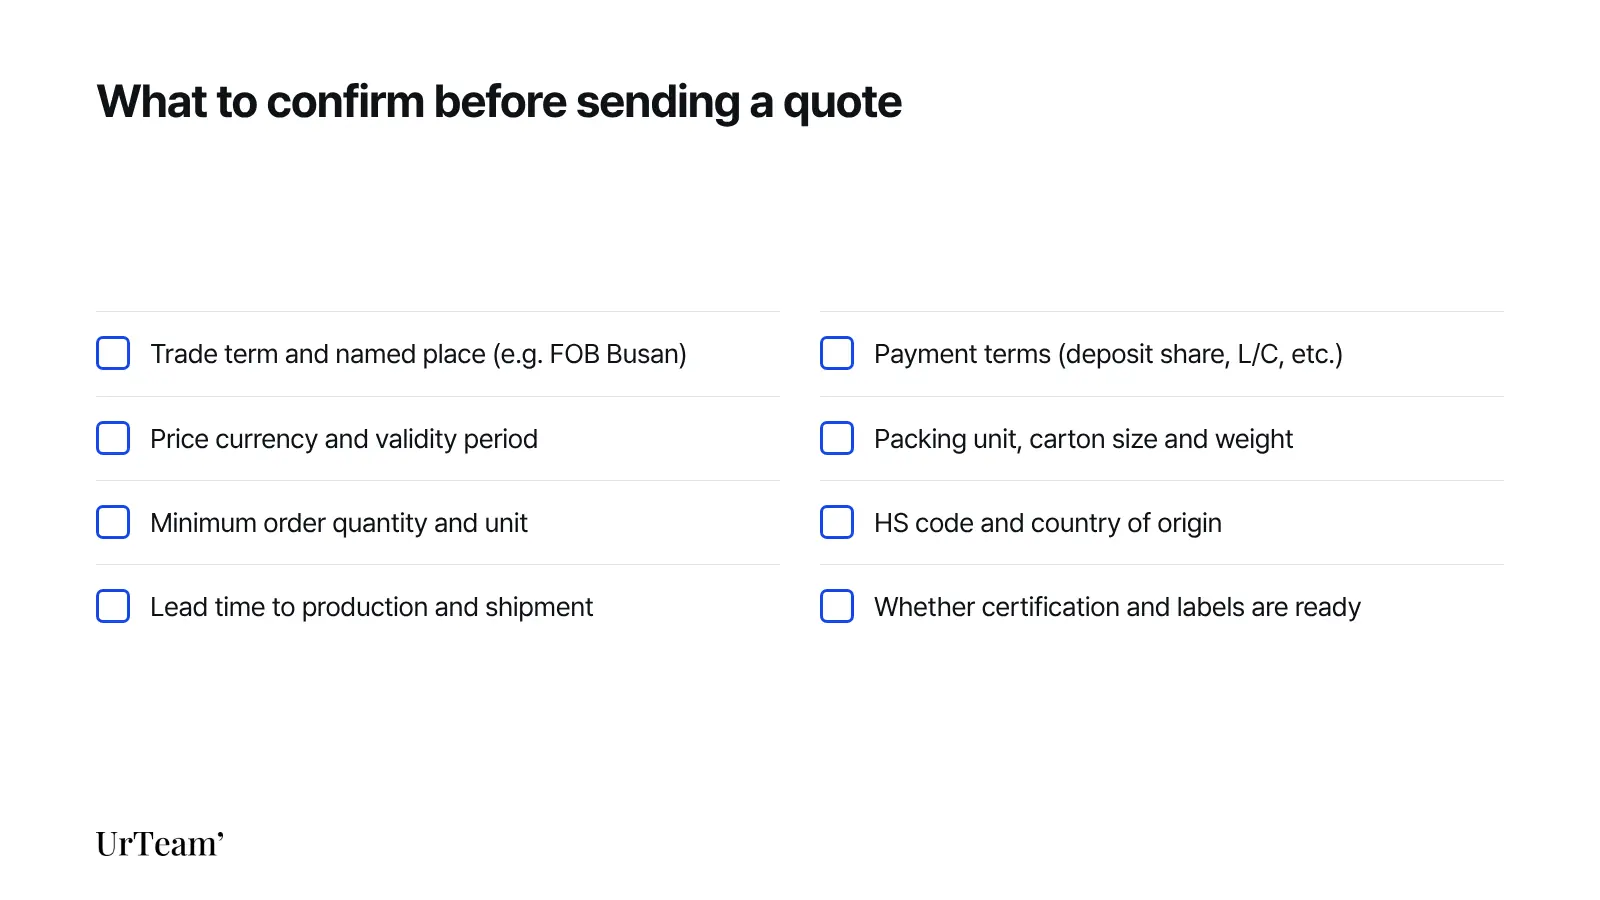 What to confirm before sending a quote
Trade term and named place (e.g. FOB Busan)
Price currency and validity period
Minimum order quantity and unit
Lead time to production and shipment
Payment terms (deposit share, L/C, etc.)
Packing unit, carton size and weight
HS code and country of origin
Whether certification and labels are ready
UrTeam’